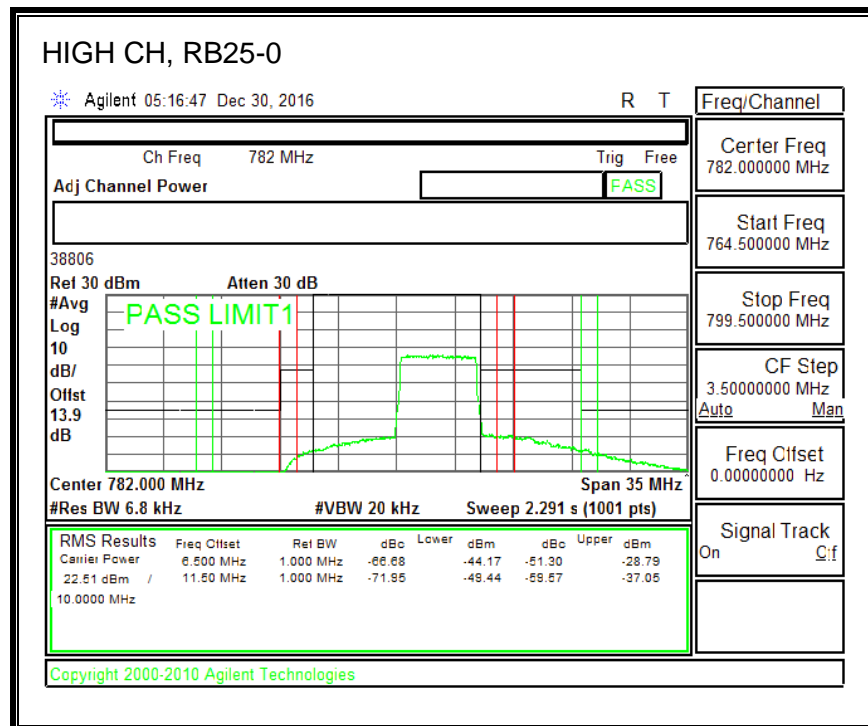 HIGH CH, RB25-0
Agilent 05:16:47 Dec 30, 2016 R T
Freq/Channel
Ch Freq 782 MHz Trig Free
Adj Channel Power PASS
Center Freq
782.000000 MHz
Start Freq
764.500000 MHz
Stop Freq
799.500000 MHz
CF Step
3.50000000 MHz
Auto Man
Freq Offset
0.00000000 Hz
Signal Track
On Off
38806
Ref 30 dBm Atten 30 dB
#Avg
Log
10
dB/
Offst
13.9
dB
PASS LIMIT1
Center 782.000 MHz Span 35 MHz
#Res BW 6.8 kHz #VBW 20 kHz Sweep 2.291 s (1001 pts)
RMS Results Freq Offset Ref BW dBc Lower dBm dBc Upper dBm
Carrier Power 6.500 MHz 1.000 MHz -66.68 -44.17 -51.30 -28.79
22.51 dBm / 11.50 MHz 1.000 MHz -71.95 -49.44 -59.57 -37.05
10.0000 MHz
Copyright 2000-2010 Agilent Technologies